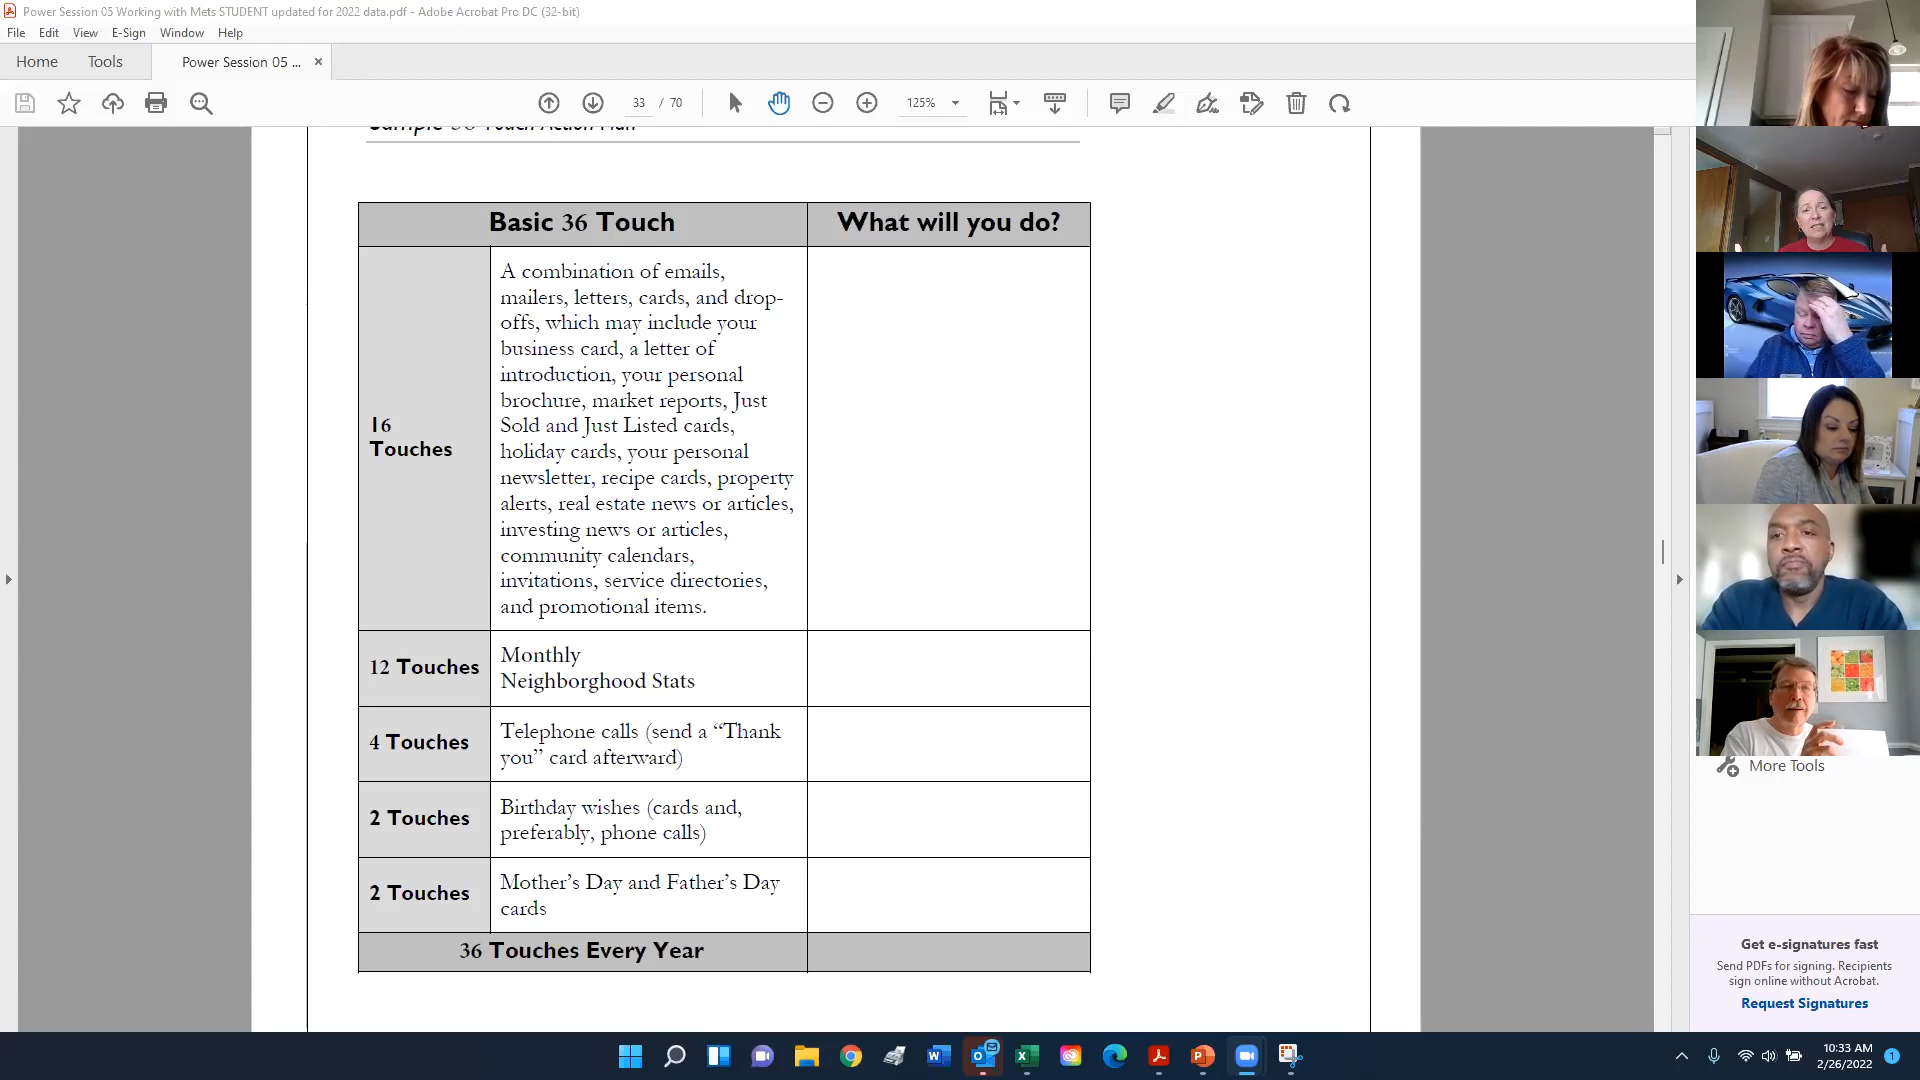 Power Session 05 Working with Mets STUDENT updated for 2022 data.pdf - Adobe Acrobat Pro DC (32-bit)
File Edit View E-Sign Window Help
Home Tools Power Session 05 ... ×
33 / 70 125%
Sample 36 Touch Action Plan
Basic 36 Touch What will you do?
A combination of emails,
mailers, letters, cards, and drop-
offs, which may include your
business card, a letter of
introduction, your personal
brochure, market reports, Just
Sold and Just Listed cards,
holiday cards, your personal
newsletter, recipe cards, property
alerts, real estate news or articles,
investing news or articles,
community calendars,
invitations, service directories,
and promotional items.
16
Touches
12 Touches
Monthly
Neighborghood Stats
4 Touches
Telephone calls (send a “Thank
you” card afterward)
2 Touches
Birthday wishes (cards and,
preferably, phone calls)
2 Touches
Mother’s Day and Father’s Day
cards
36 Touches Every Year
More Tools
Get e-signatures fast
Send PDFs for signing. Recipients
sign online without Acrobat.
Request Signatures
10:33 AM
2/26/2022
1